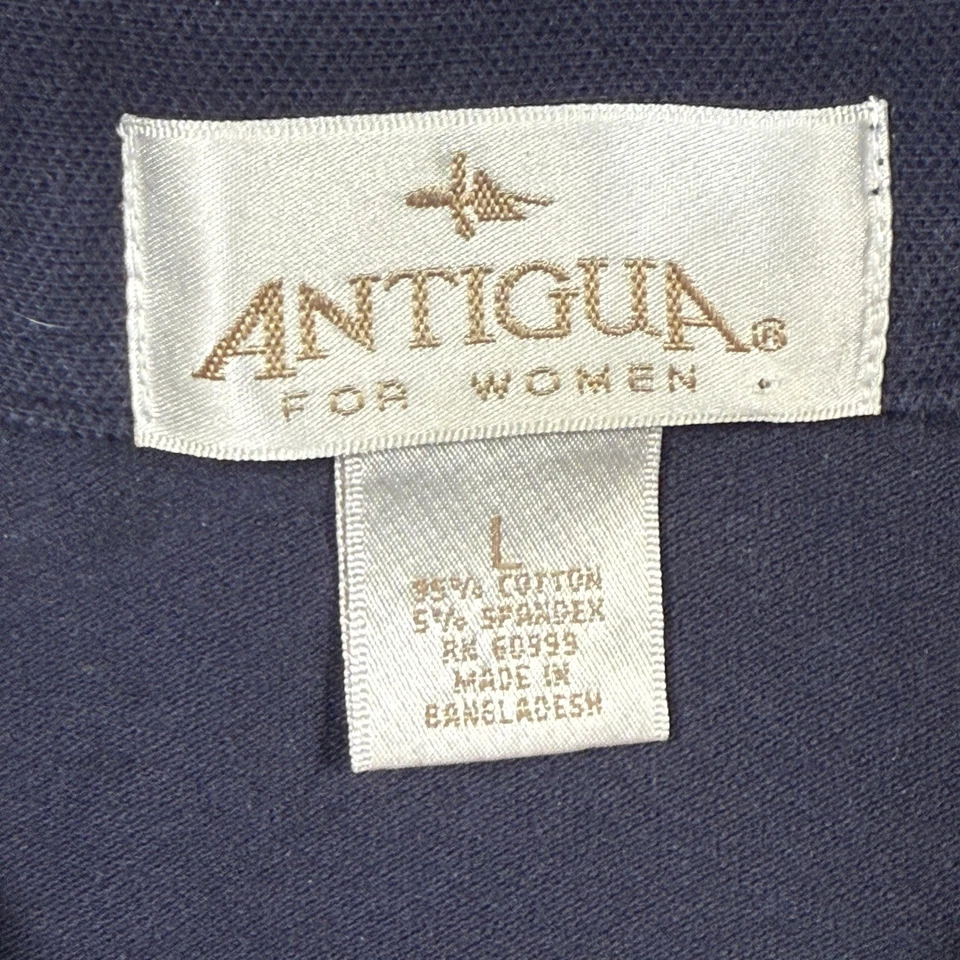 ANTIGUA®
FOR WOMEN
L
95% COTTON
5% SPANDEX
RN 60999
MADE IN
BANGLADESH